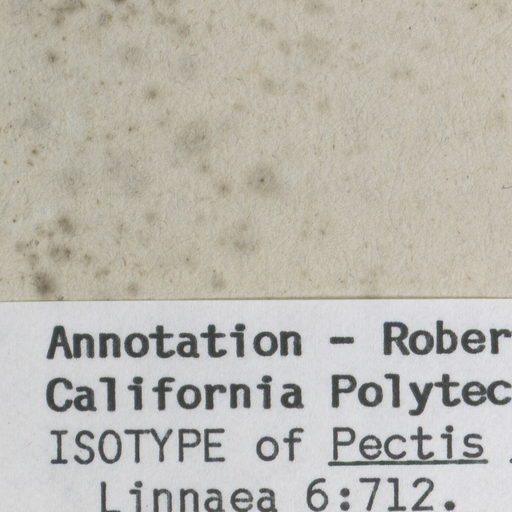 Annotation - Rober
California Polytec
ISOTYPE of Pectis
Linnaea 6:712.